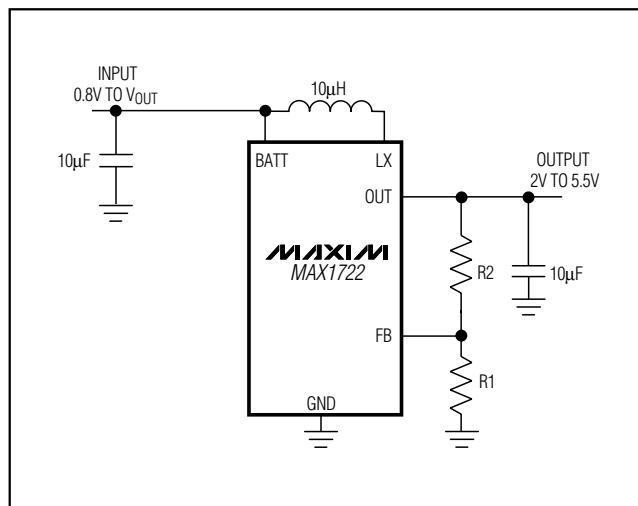 INPUT
0.8V TO VOUT
10µH
10µF
BATT
LX
OUT
OUTPUT
2V TO 5.5V
MAXIM
MAX1722
R2
10µF
FB
R1
GND